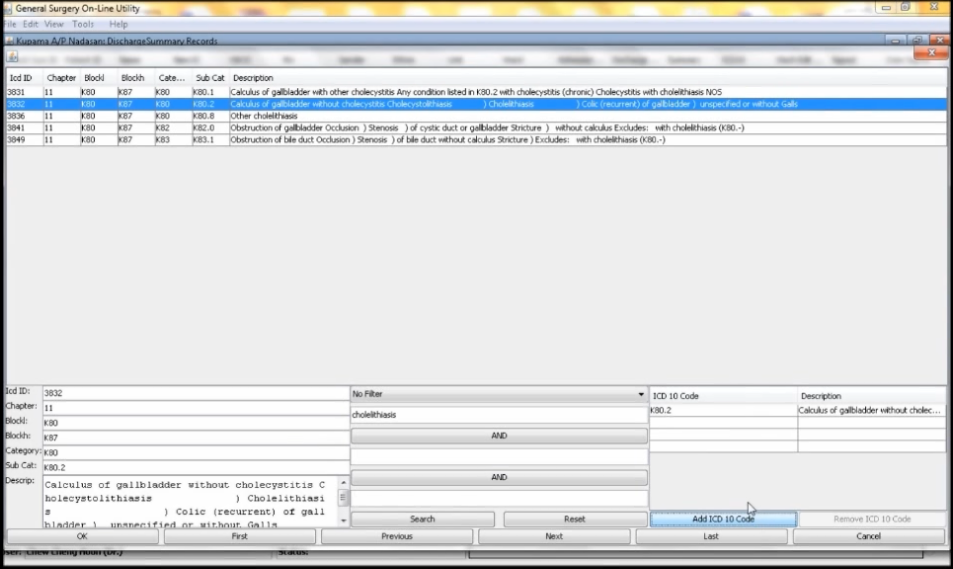 General Surgery On-Line Utility
File Edit View Tools Help
Kupama A/P Nadasan: DischargeSummary Records
Icd ID Chapter Blockl Blockh Cate... Sub Cat Description
3831 11 K80 K87 K80 K80.1 Calculus of gallbladder with other cholecystitis Any condition listed in K80.2 with cholecystitis (chronic) Cholecystitis with cholelithiasis NOS
3832 11 K80 K87 K80 K80.2 Calculus of gallbladder without cholecystitis Cholecystolithiasis ) Cholelithiasis ) Colic (recurrent) of gallbladder ) unspecified or without Galls
3836 11 K80 K87 K80 K80.8 Other cholelithiasis
3841 11 K80 K87 K82 K82.0 Obstruction of gallbladder Occlusion ) Stenosis ) of cystic duct or gallbladder Stricture ) without calculus Excludes: with cholelithiasis (K80.-)
3849 11 K80 K87 K83 K83.1 Obstruction of bile duct Occlusion ) Stenosis ) of bile duct without calculus Stricture ) Excludes: with cholelithiasis (K80.-)
Icd ID: 3832 No Filter ICD 10 Code Description
Chapter: 11 cholelithiasis K80.2 Calculus of gallbladder without cholec...
Blockl: K80
Blockh: K87 AND
Category: K80
Sub Cat: K80.2
Descrip: Calculus of gallbladder without cholecystitis C AND
holecystolithiasis ) Cholelithiasi
s ) Colic (recurrent) of gall
bladder ) unspecified or without Galls
Search Reset Add ICD 10 Code Remove ICD 10 Code
OK First Previous Next Last Cancel
User: Chew Cheng Hoon (Dr.) Status: